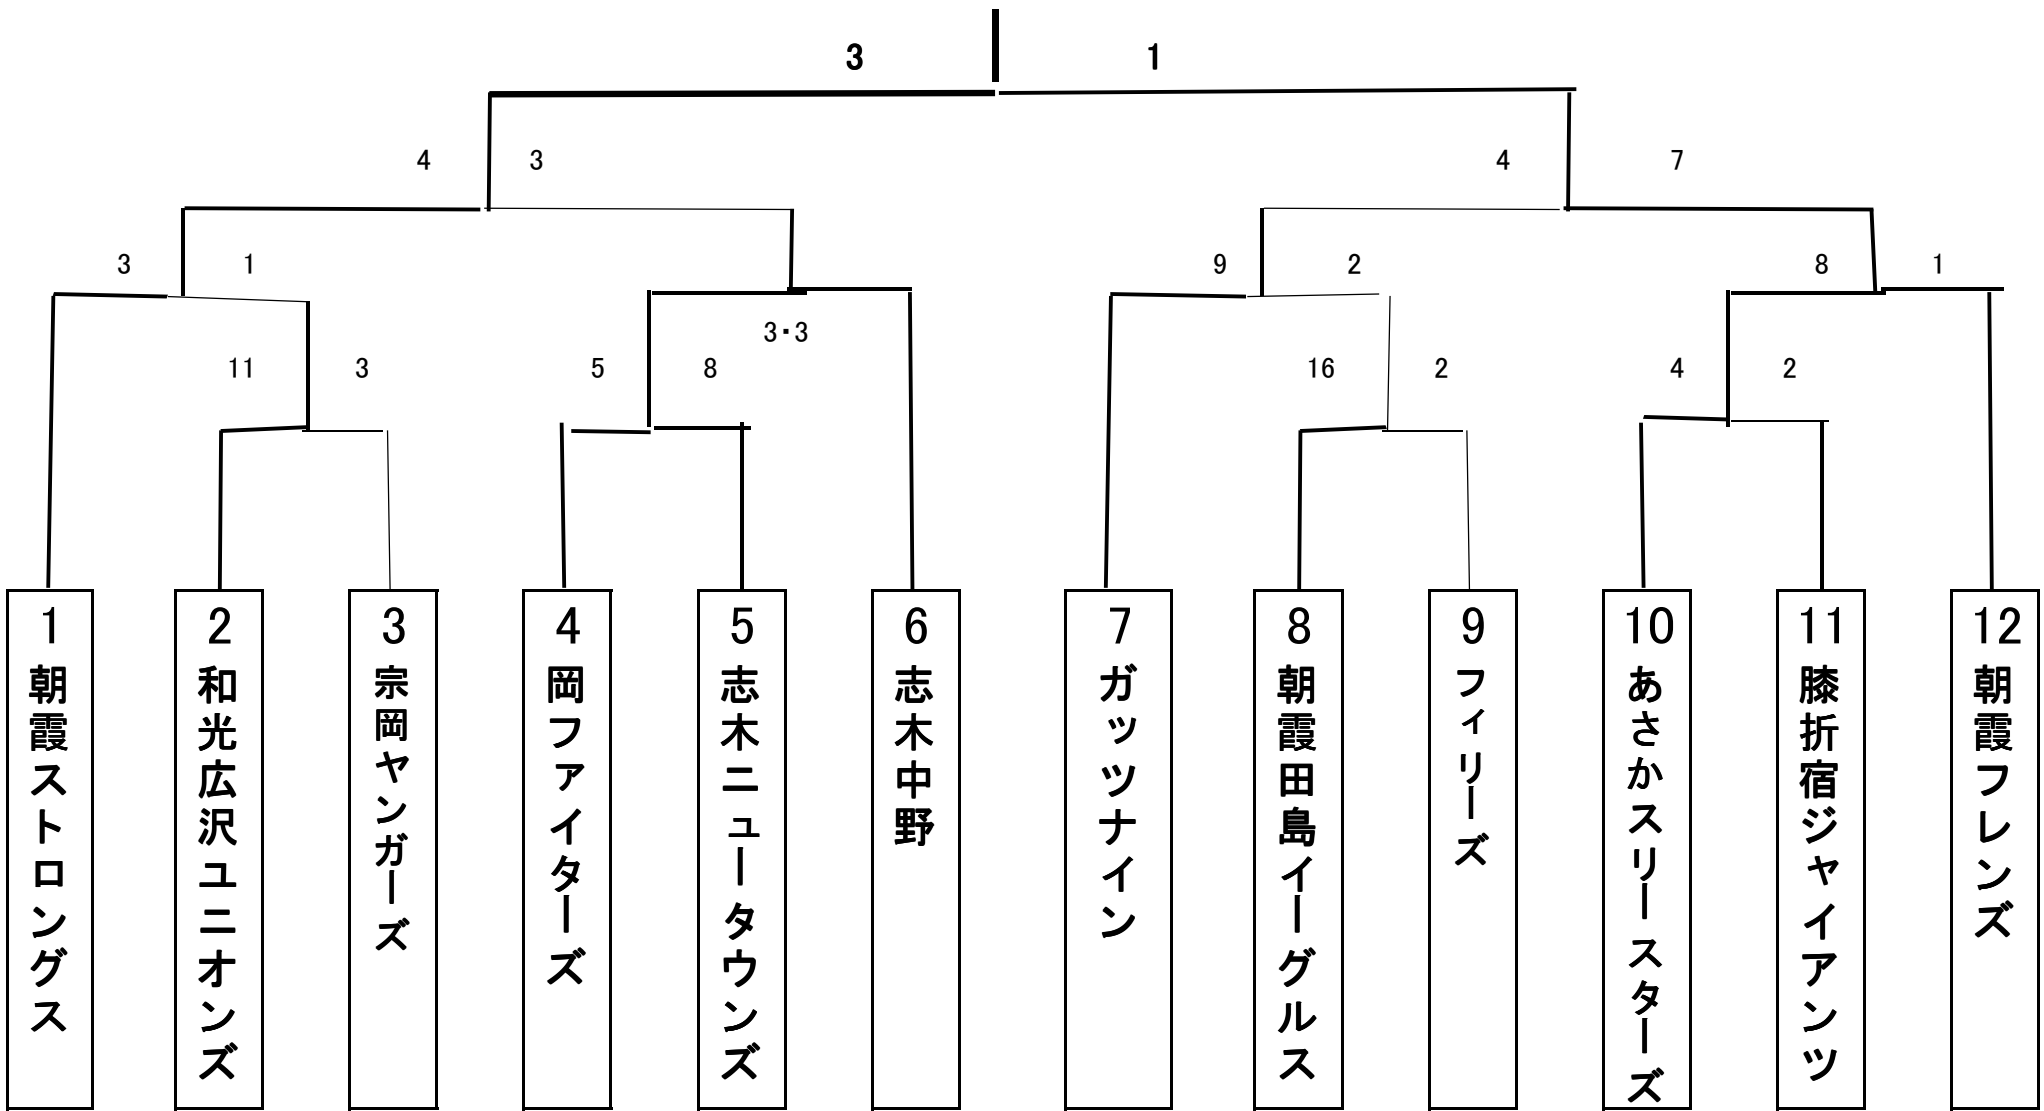 3 1
4 3 4 7
3 1 9 2 8 1
3・3
11 3 5 8 16 2 4 2
1 朝霞ストロングス
2 和光広沢ユニオンズ
3 宗岡ヤンガーズ
4 岡ファイターズ
5 志木ニュータウンズ
6 志木中野
7 ガッツナイン
8 朝霞田島イーグルス
9 フィリーズ
10 あさかスリースターズ
11 膝折宿ジャイアンツ
12 朝霞フレンズ